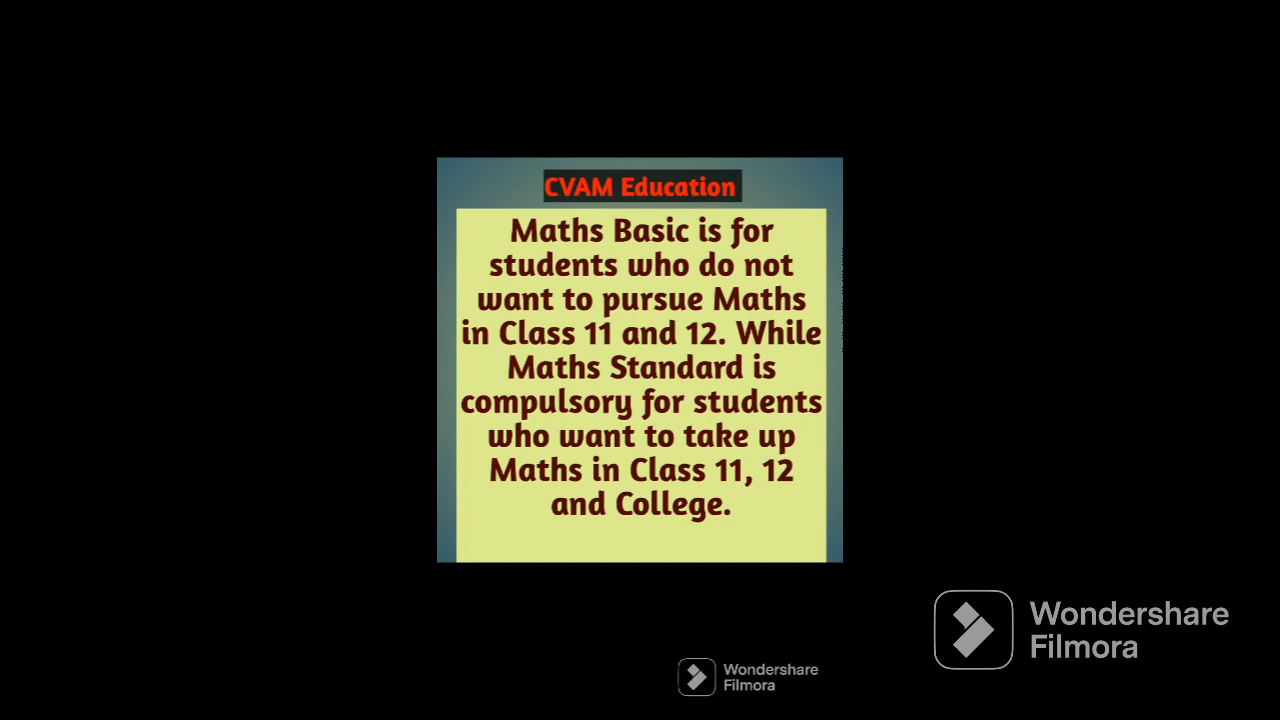 CVAM Education
Maths Basic is for
students who do not
want to pursue Maths
in Class 11 and 12. While
Maths Standard is
compulsory for students
who want to take up
Maths in Class 11, 12
and College.
Wondershare
Filmora
Wondershare
Filmora